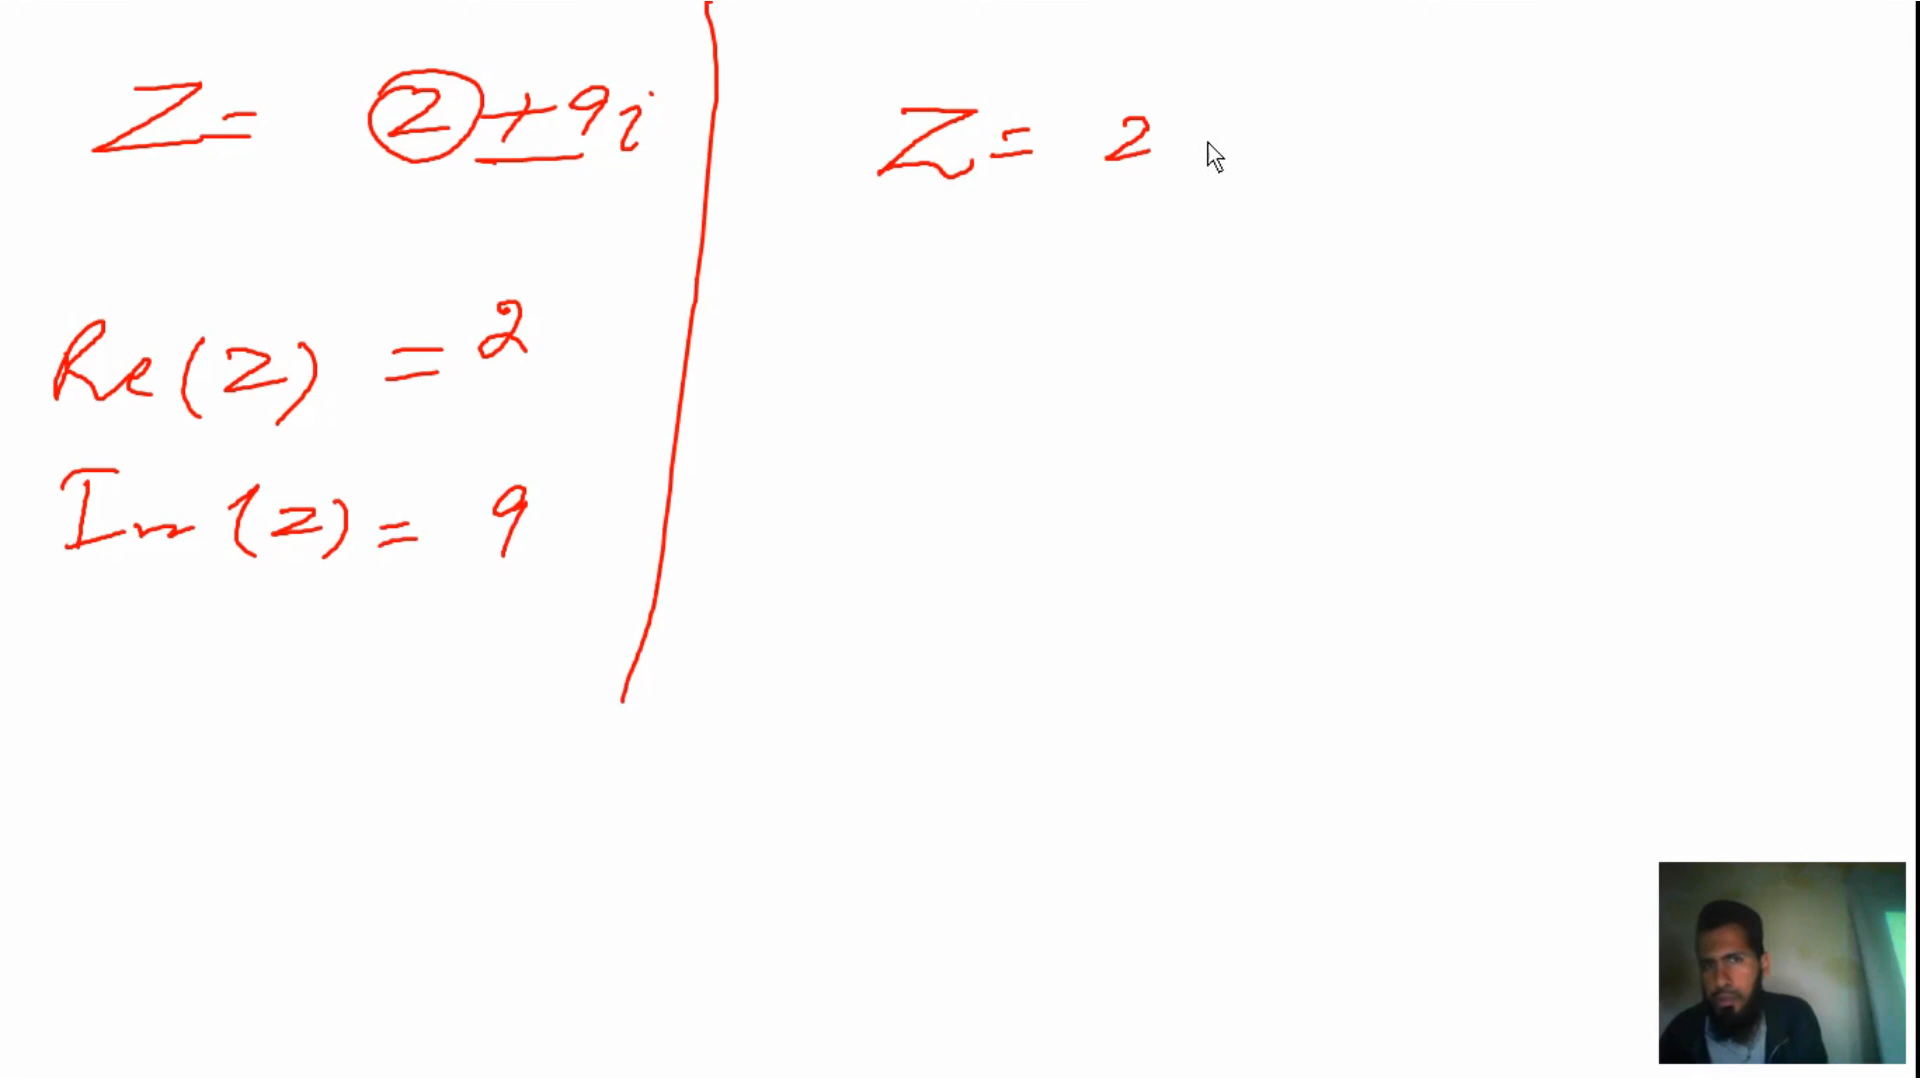 Z= 2+9i
Re(Z) = 2
Im(Z) = 9
Z= 2